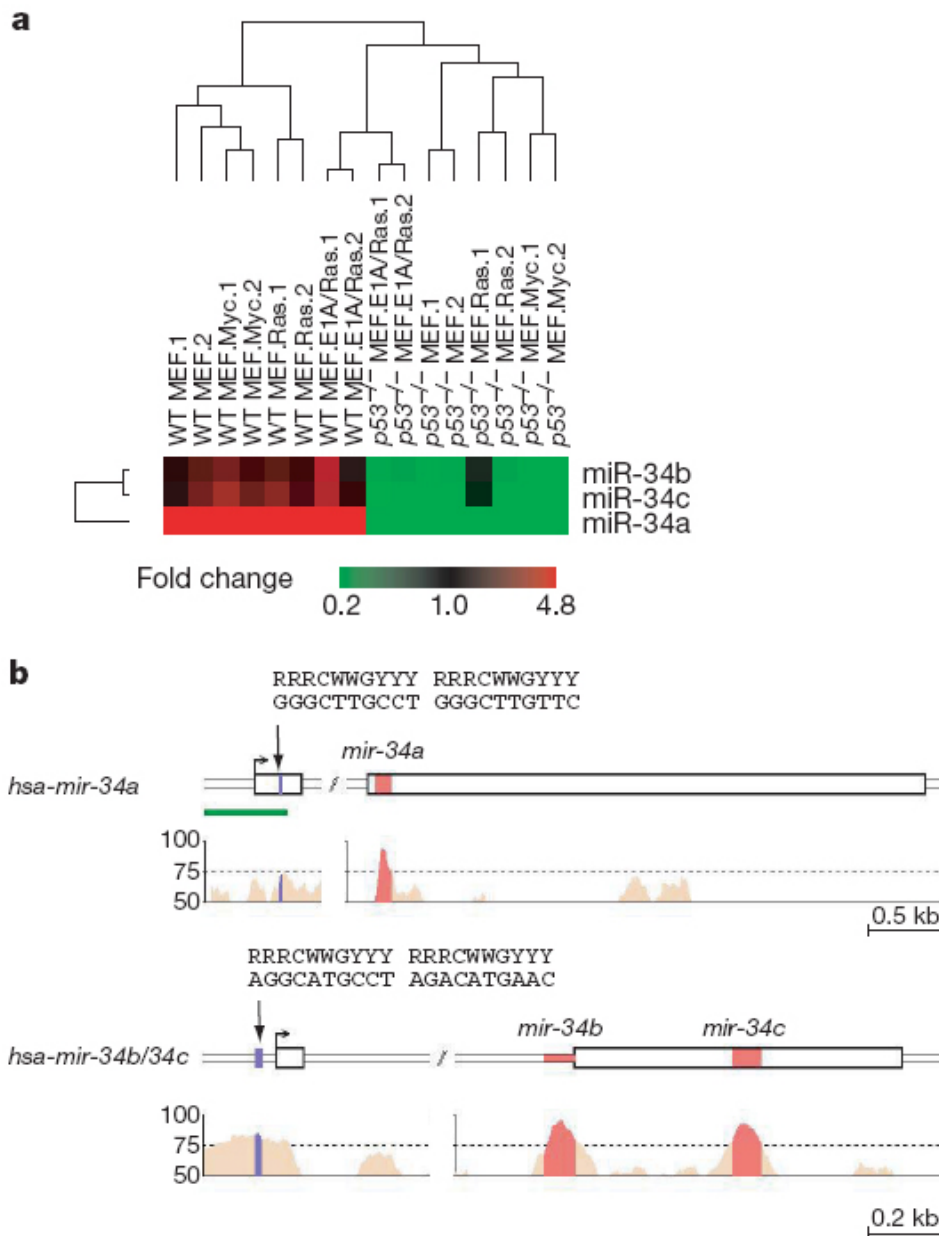 a
WT MEF.1
WT MEF.2
WT MEF.Myc.1
WT MEF.Myc.2
WT MEF.Ras.1
WT MEF.Ras.2
WT MEF.E1A/Ras.1
WT MEF.E1A/Ras.2
p53−/− MEF.E1A/Ras.1
p53−/− MEF.E1A/Ras.2
p53−/− MEF.1
p53−/− MEF.2
p53−/− MEF.Ras.1
p53−/− MEF.Ras.2
p53−/− MEF.Myc.1
p53−/− MEF.Myc.2
miR-34b
miR-34c
miR-34a
Fold change
0.2 1.0 4.8
b
RRRCWWGYYY RRRCWWGYYY
GGGCTTGCCT GGGCTTGTTC
mir-34a
hsa-mir-34a
100
75
50
0.5 kb
RRRCWWGYYY RRRCWWGYYY
AGGCATGCCT AGACATGAAC
mir-34b mir-34c
hsa-mir-34b/34c
100
75
50
0.2 kb